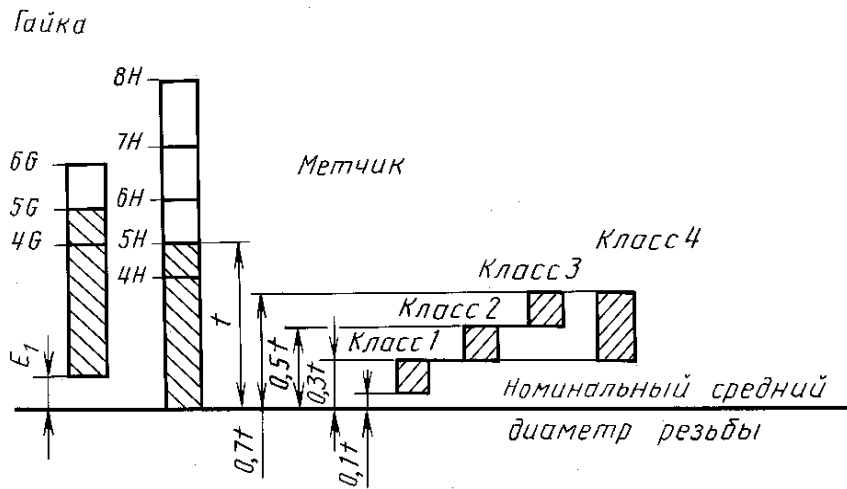 Гайка
8H
7H
6G
Метчик
6H
5G
4G
5H
Класс 4
4H
Класс 3
t
Класс 2
Класс 1
E₁
0,5t
0,3t
Номинальный средний
диаметр резьбы
0,7t
0,1t